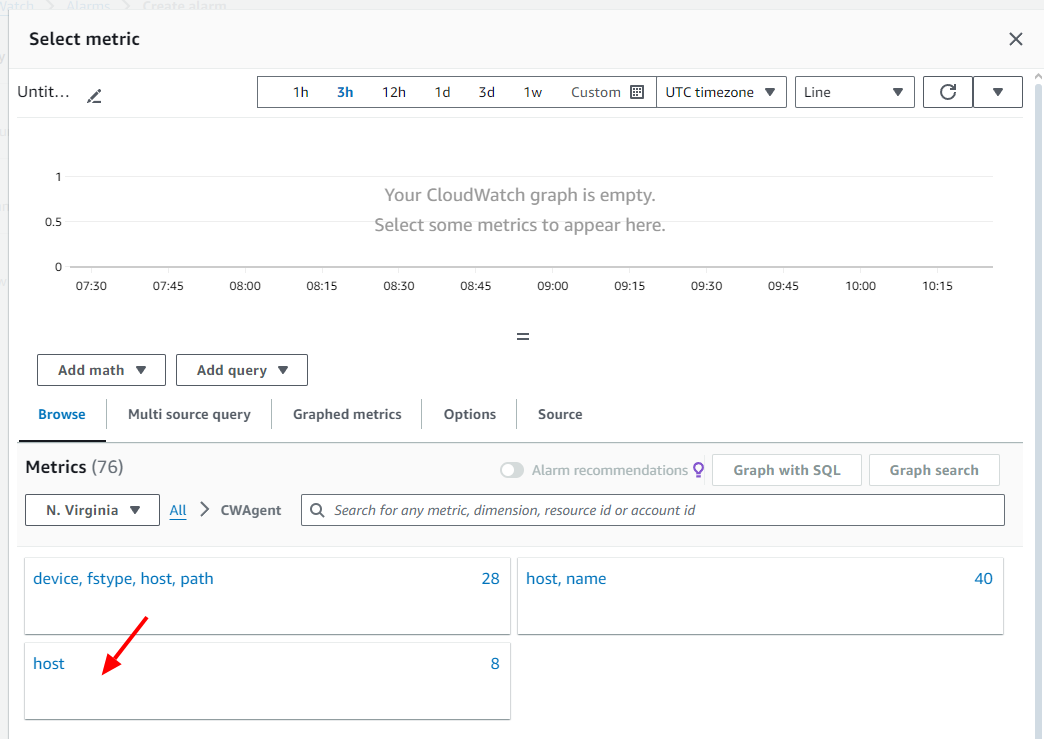 Watch > Alarms > Create alarm
Select metric
Untit...
1h 3h 12h 1d 3d 1w Custom UTC timezone Line
1
0.5
0
Your CloudWatch graph is empty.
Select some metrics to appear here.
07:30 07:45 08:00 08:15 08:30 08:45 09:00 09:15 09:30 09:45 10:00 10:15
Add math Add query
Browse Multi source query Graphed metrics Options Source
Metrics (76) Alarm recommendations Graph with SQL Graph search
N. Virginia All > CWAgent Search for any metric, dimension, resource id or account id
device, fstype, host, path 28
host, name 40
host 8